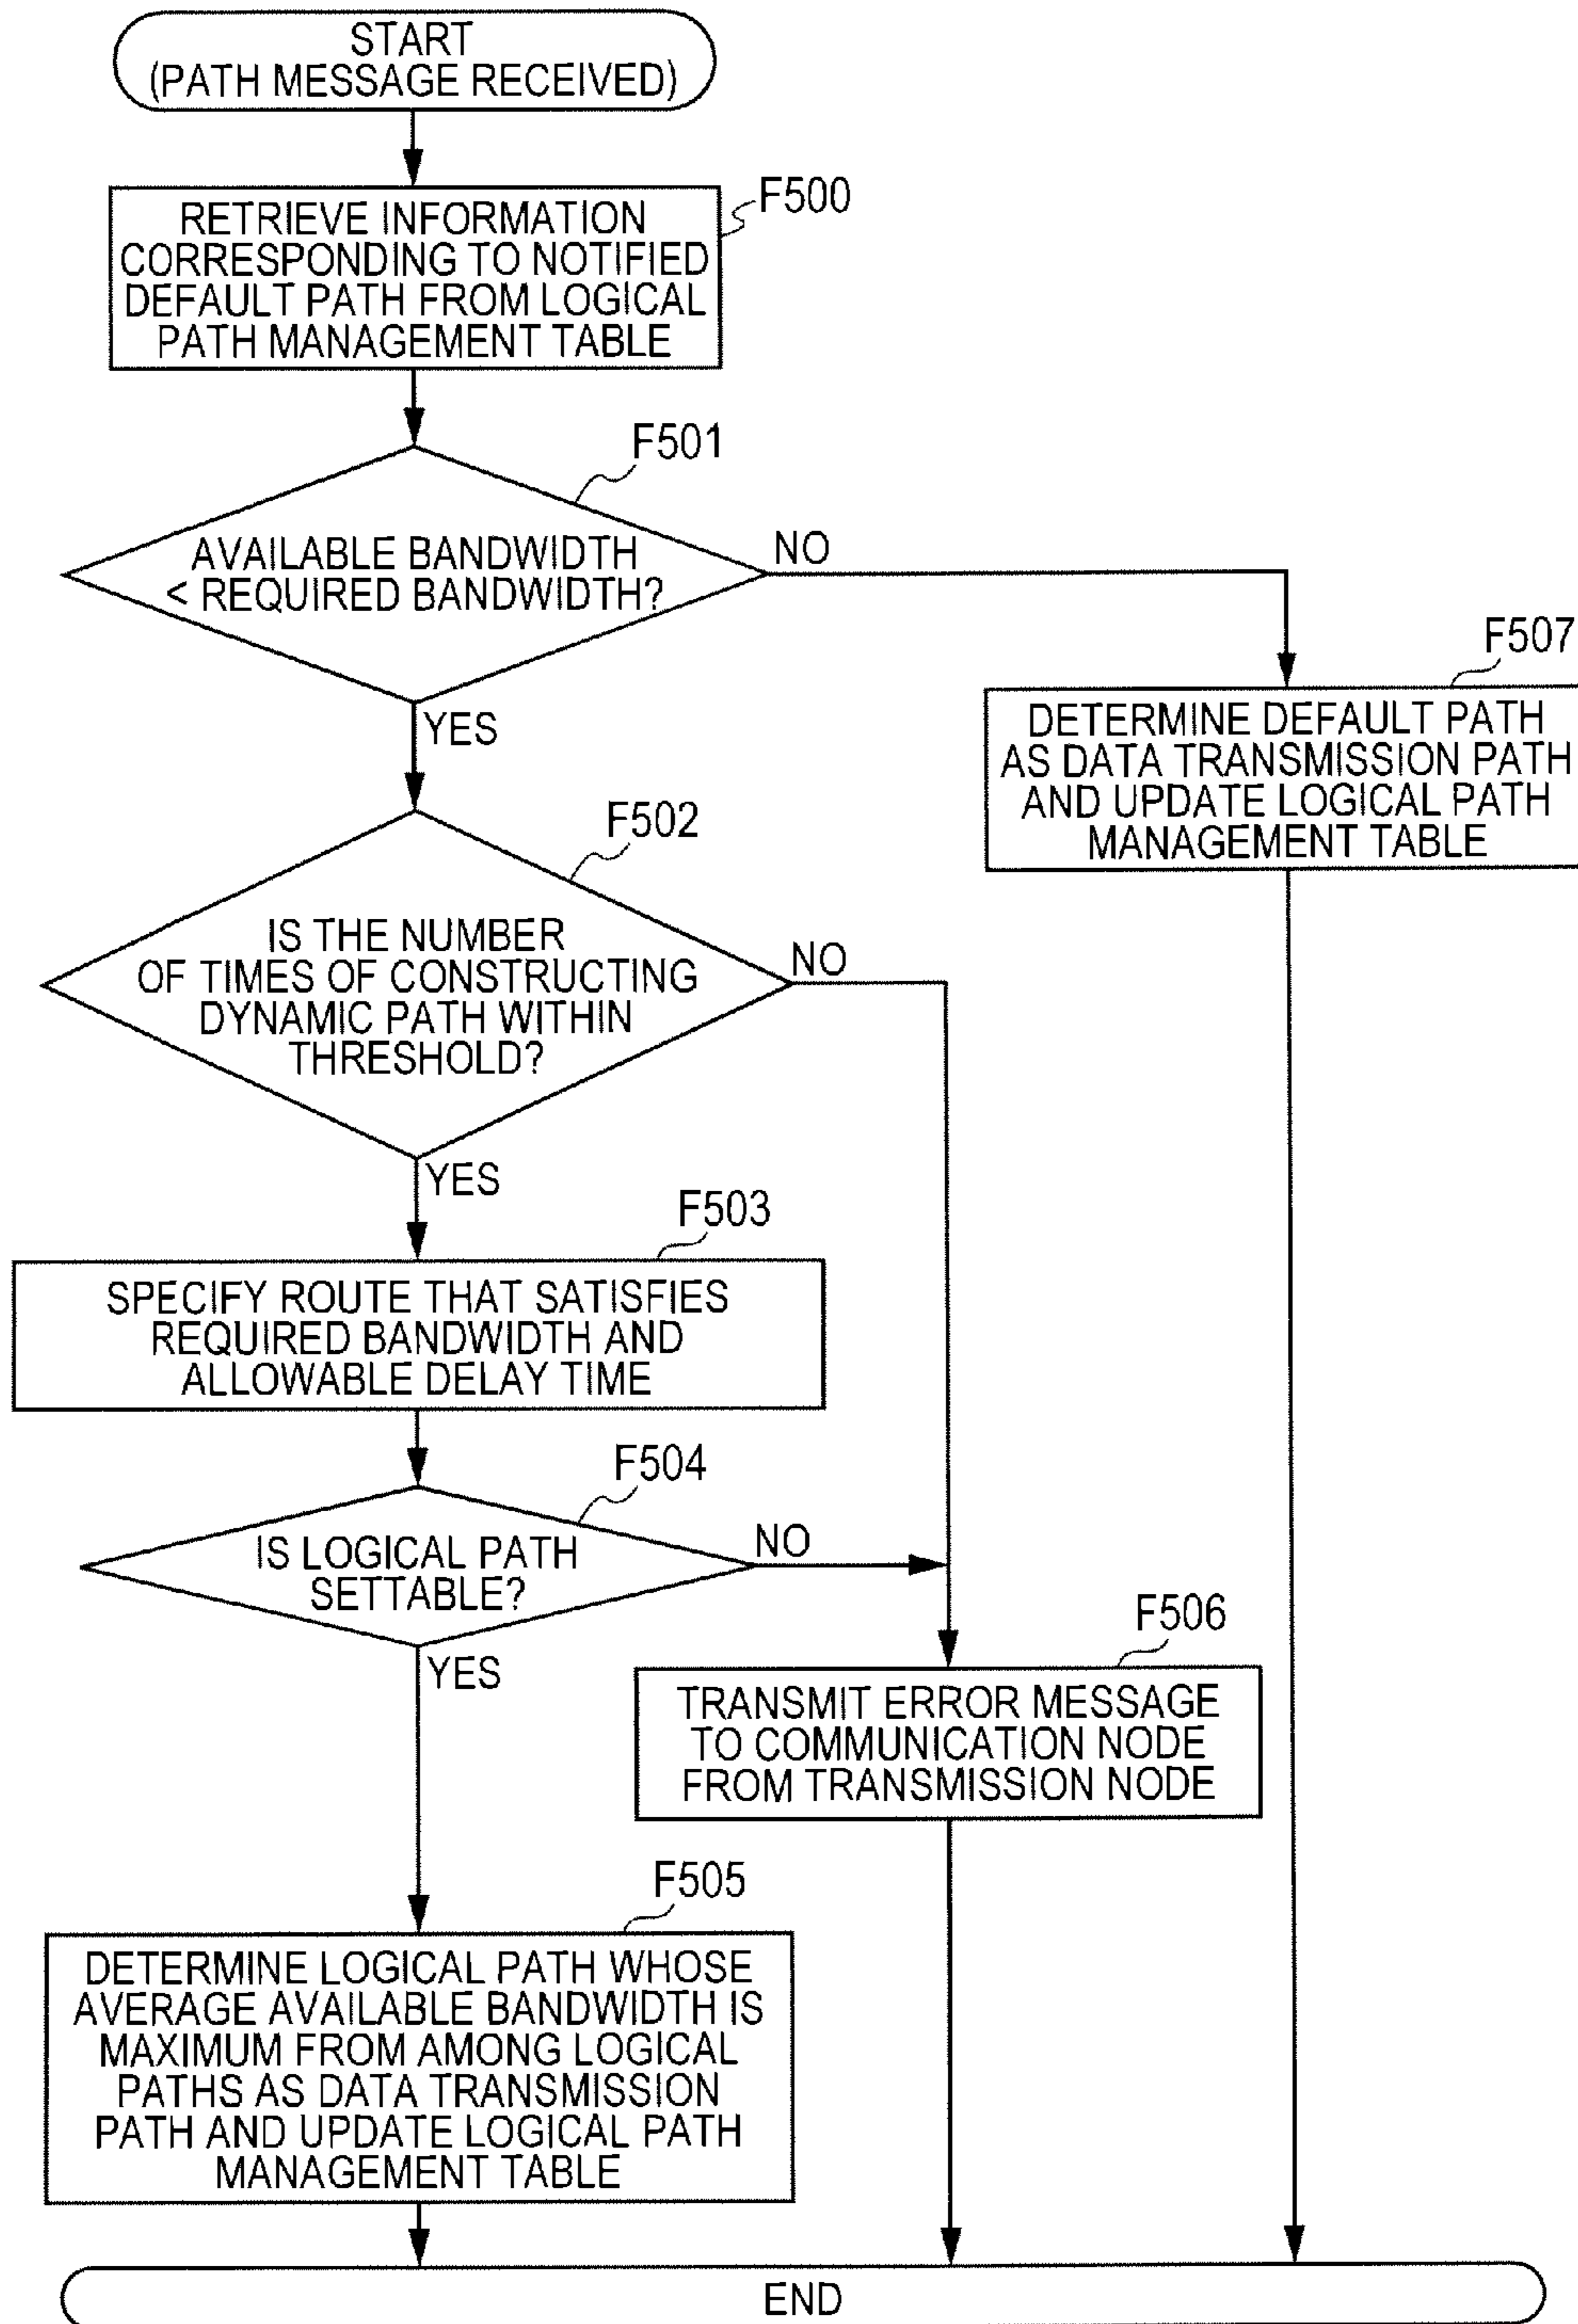 START
(PATH MESSAGE RECEIVED)
F500
RETRIEVE INFORMATION
CORRESPONDING TO NOTIFIED
DEFAULT PATH FROM LOGICAL
PATH MANAGEMENT TABLE
F501
AVAILABLE BANDWIDTH
< REQUIRED BANDWIDTH?
NO
YES
F507
DETERMINE DEFAULT PATH
AS DATA TRANSMISSION PATH
AND UPDATE LOGICAL PATH
MANAGEMENT TABLE
F502
IS THE NUMBER
OF TIMES OF CONSTRUCTING
DYNAMIC PATH WITHIN
THRESHOLD?
NO
YES
F503
SPECIFY ROUTE THAT SATISFIES
REQUIRED BANDWIDTH AND
ALLOWABLE DELAY TIME
F504
IS LOGICAL PATH
SETTABLE?
NO
YES
F506
TRANSMIT ERROR MESSAGE
TO COMMUNICATION NODE
FROM TRANSMISSION NODE
F505
DETERMINE LOGICAL PATH WHOSE
AVERAGE AVAILABLE BANDWIDTH IS
MAXIMUM FROM AMONG LOGICAL
PATHS AS DATA TRANSMISSION
PATH AND UPDATE LOGICAL PATH
MANAGEMENT TABLE
END